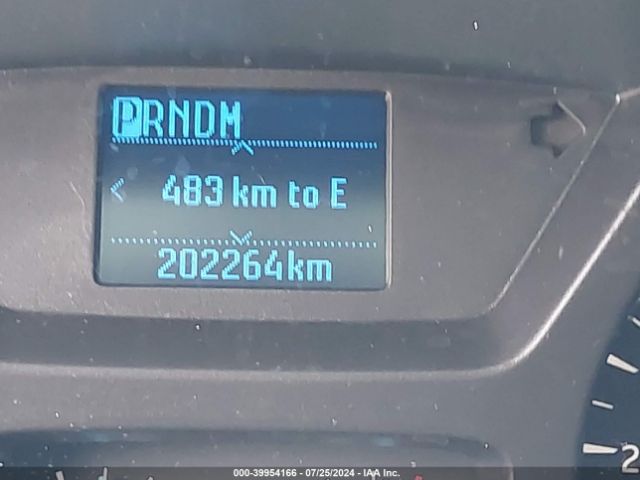 PRNDM
483 km to E
202264km
2
000-39954166 - 07/25/2024 - IAA Inc.